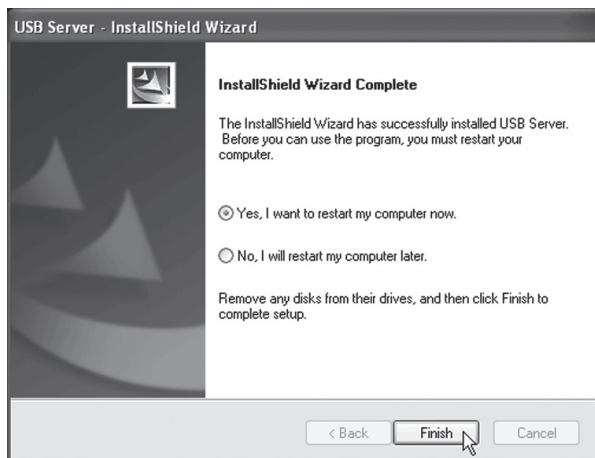 USB Server - InstallShield Wizard
InstallShield Wizard Complete
The InstallShield Wizard has successfully installed USB Server.
Before you can use the program, you must restart your
computer.
Yes, I want to restart my computer now.
No, I will restart my computer later.
Remove any disks from their drives, and then click Finish to
complete setup.
< Back
Finish
Cancel